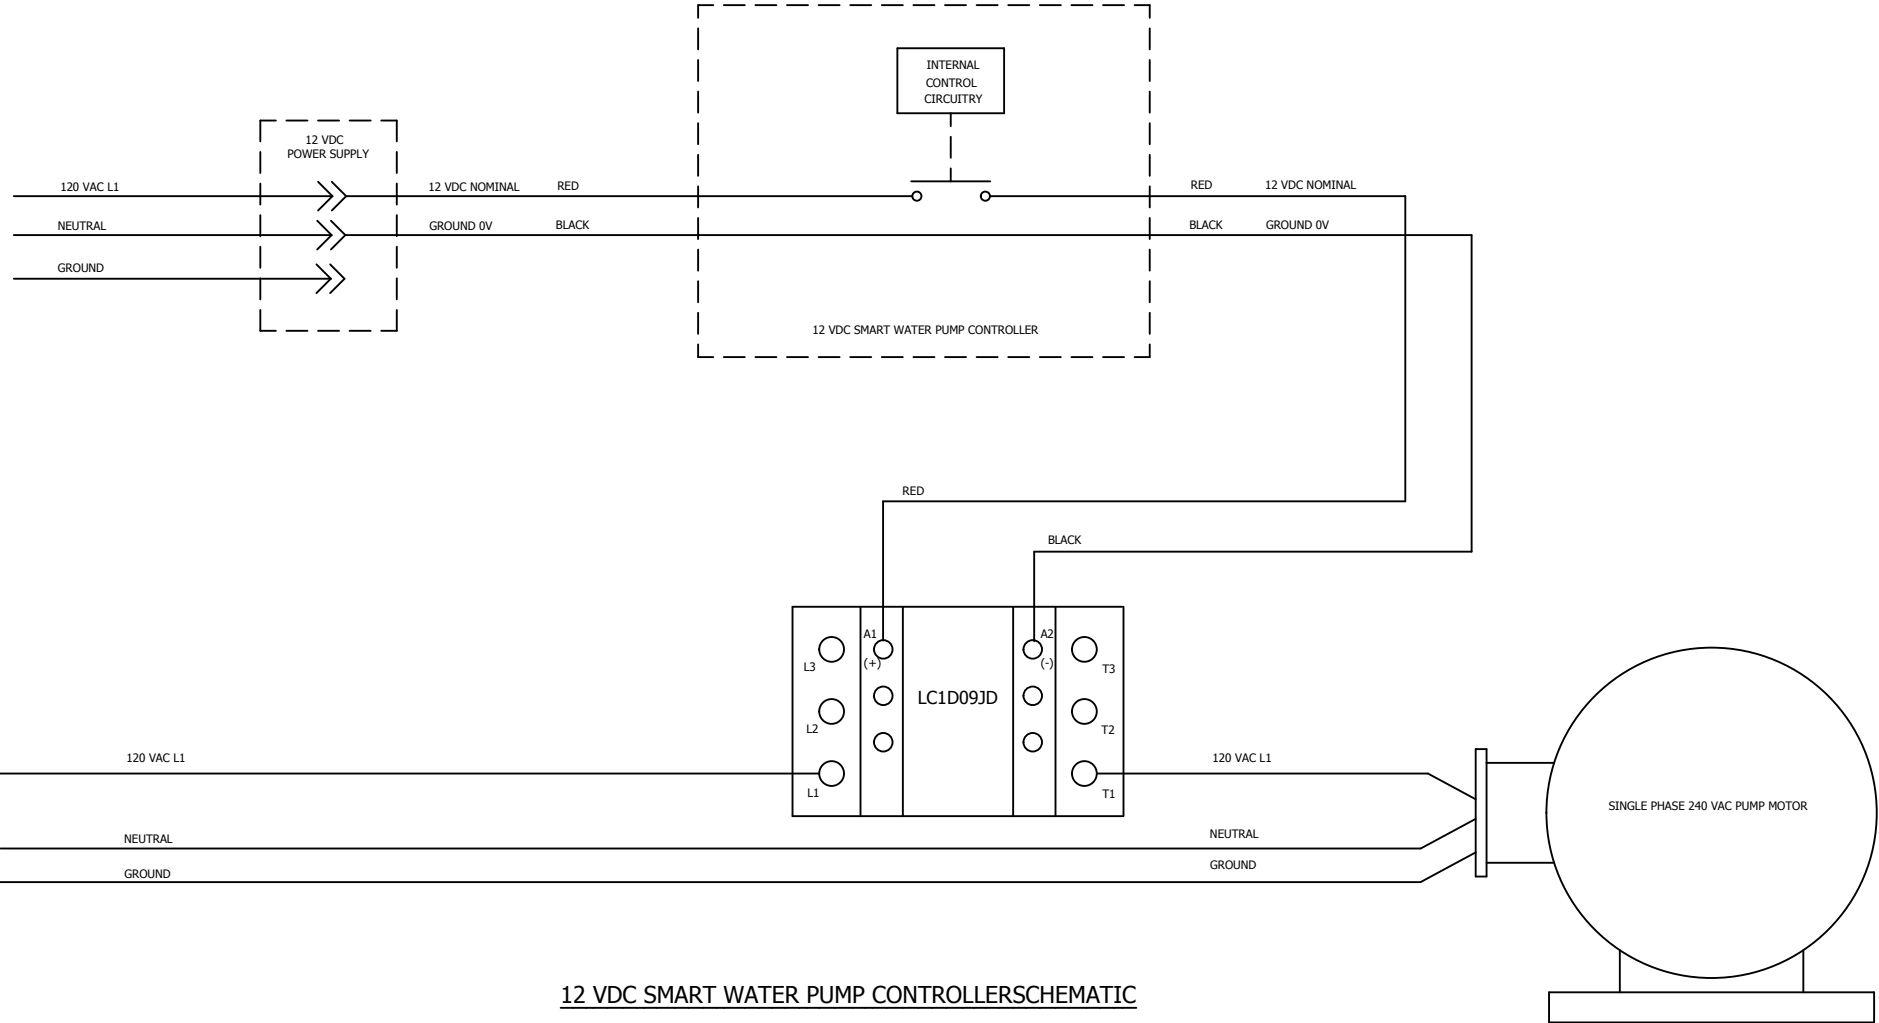 INTERNAL
CONTROL
CIRCUITRY
12 VDC
POWER SUPPLY
120 VAC L1
12 VDC NOMINAL
RED
RED
12 VDC NOMINAL
NEUTRAL
GROUND 0V
BLACK
BLACK
GROUND 0V
GROUND
12 VDC SMART WATER PUMP CONTROLLER
RED
BLACK
A1
(+)
A2
(-)
L3
T3
LC1D09JD
L2
T2
120 VAC L1
120 VAC L1
L1
T1
SINGLE PHASE 240 VAC PUMP MOTOR
NEUTRAL
NEUTRAL
GROUND
GROUND
12 VDC SMART WATER PUMP CONTROLLERSCHEMATIC